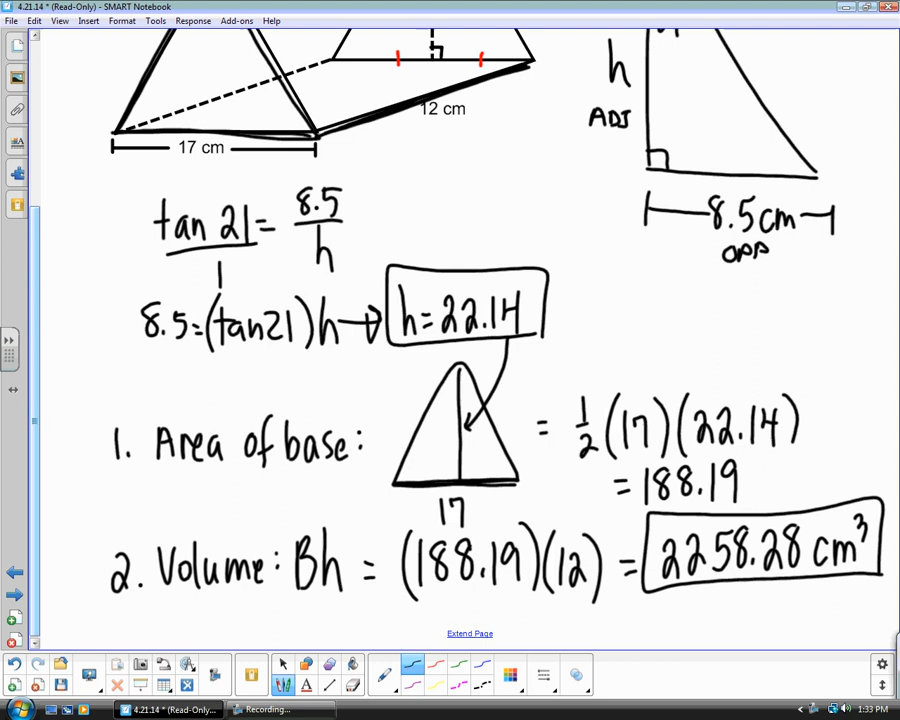 4.21.14 * (Read-Only) - SMART Notebook
File Edit View Insert Format Tools Response Add-ons Help
12 cm
17 cm
h
ADJ
8.5cm
OPP
tan 21 = 8.5
1 h
8.5=(tan21)h→ h=22.14
1. Area of base: = 1/2 (17)(22.14)
= 188.19
17
2. Volume: Bh = (188.19)(12) = 2258.28 cm³
Extend Page
4.21.14 * (Read-Only... Recording... 1:33 PM